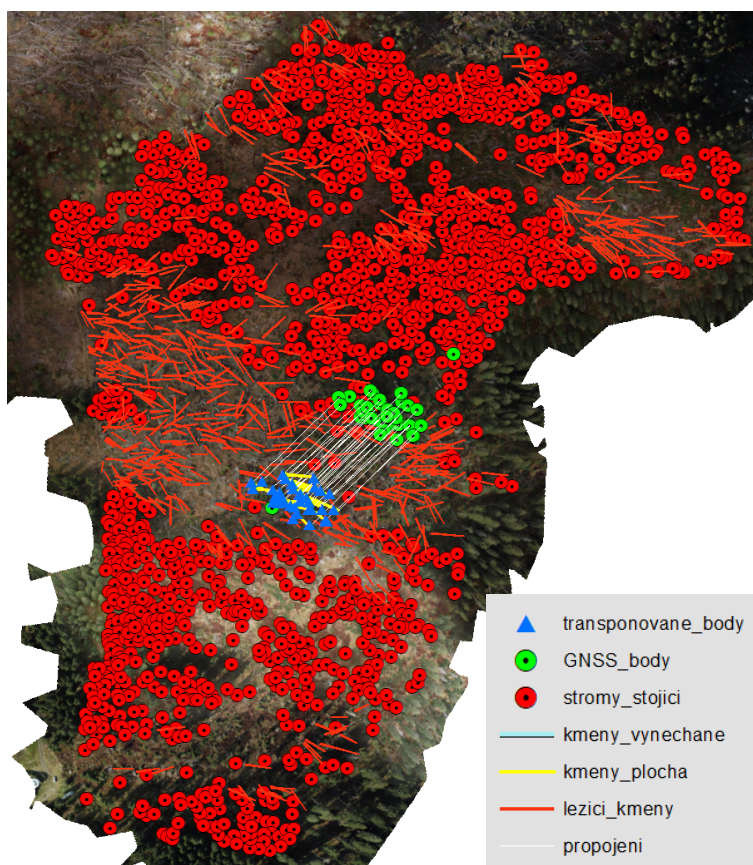 transponovane_body
GNSS_body
stromy_stojici
kmeny_vynechane
kmeny_plocha
lezici_kmeny
propojeni